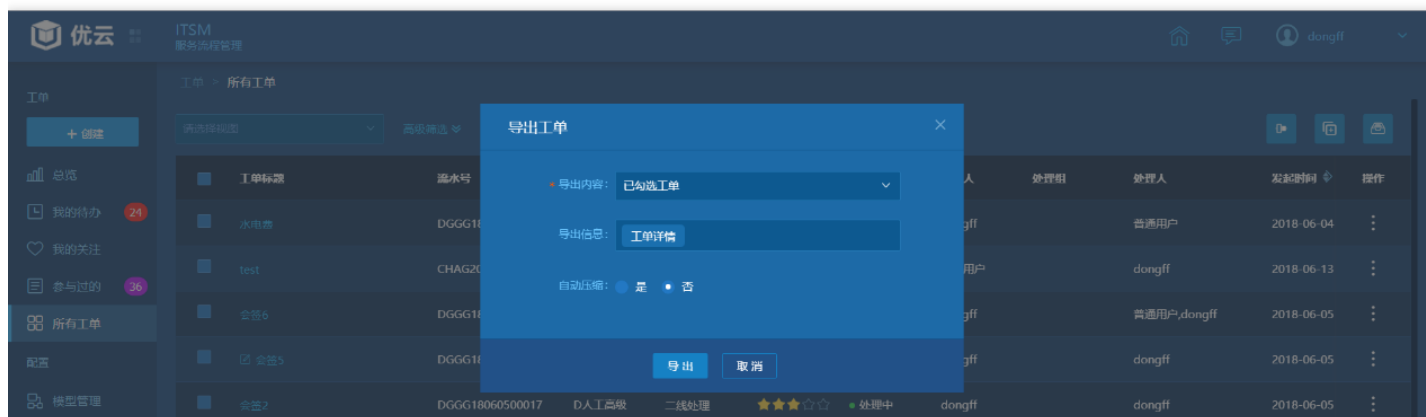 优云
ITSM
服务流程管理
dongff
工单
+ 创建
总览
我的待办 24
我的关注
参与过的 36
所有工单
配置
模型管理
工单 > 所有工单
请选择视图
高级筛选
工单标题 流水号 人 处理组 处理人 发起时间 操作
水电费 DGGG18 gff 普通用户 2018-06-04
test CHAG20 用户 dongff 2018-06-13
会签6 DGGG18 gff 普通用户,dongff 2018-06-05
会签5 DGGG18 gff dongff 2018-06-05
会签2 DGGG18060500017 D人工高级 二线处理 处理中 dongff dongff 2018-06-05
导出工单
* 导出内容: 已勾选工单
导出信息: 工单详情
自动压缩: 是 否
导出 取消